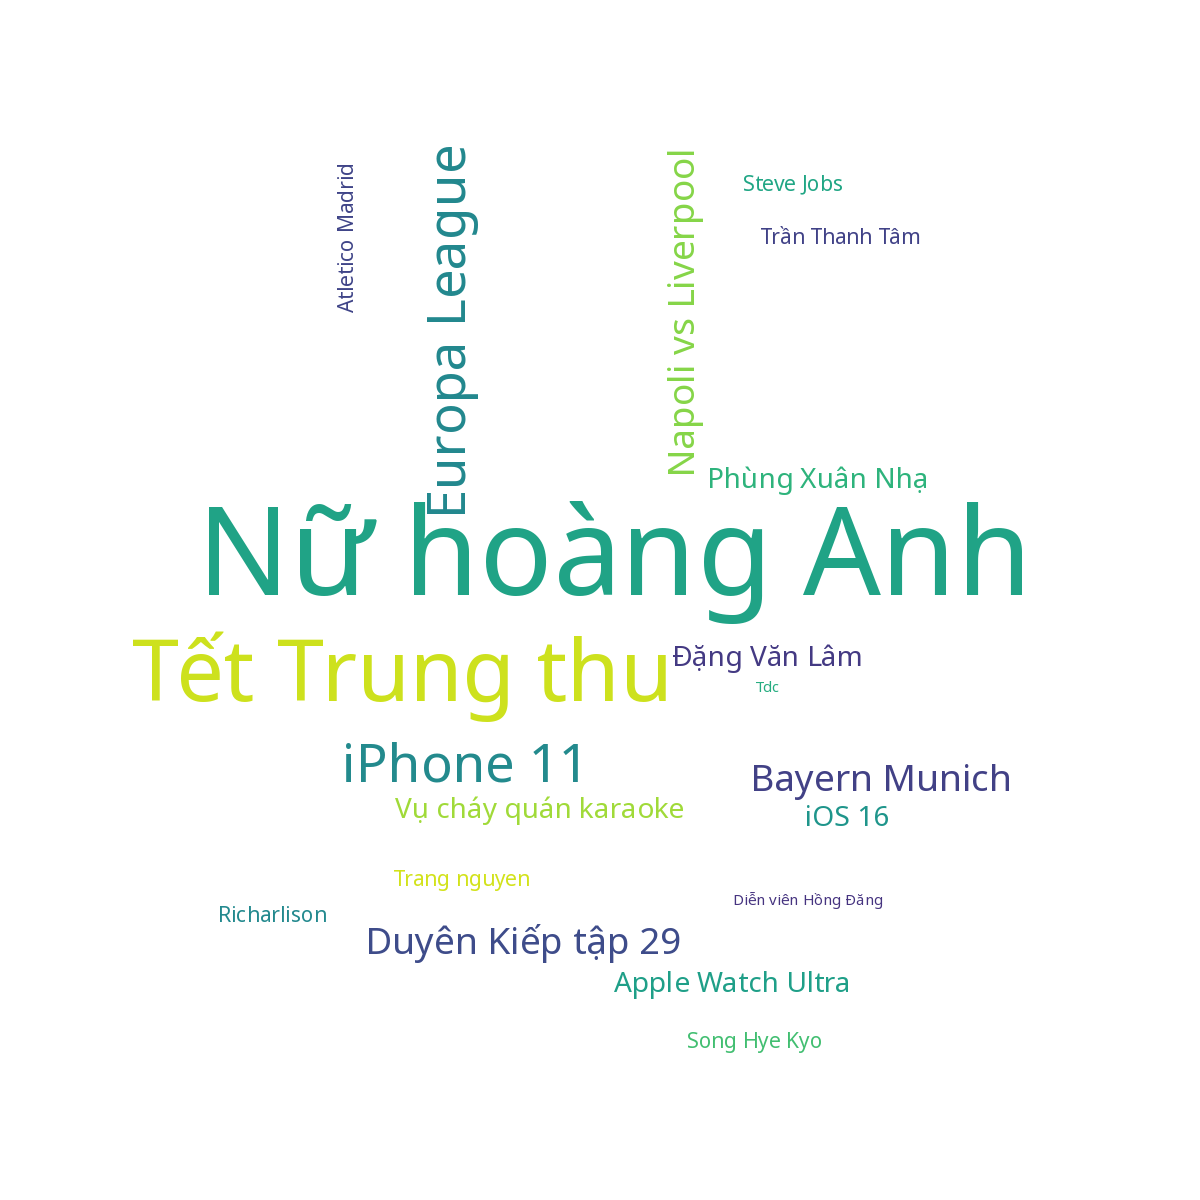 Atletico Madrid
Europa League
Napoli vs Liverpool
Steve Jobs
Trần Thanh Tâm
Phùng Xuân Nhạ
Nữ hoàng Anh
Tết Trung thu
Đặng Văn Lâm
Tdc
iPhone 11
Bayern Munich
Vụ cháy quán karaoke
iOS 16
Trang nguyen
Diễn viên Hồng Đăng
Richarlison
Duyên Kiếp tập 29
Apple Watch Ultra
Song Hye Kyo